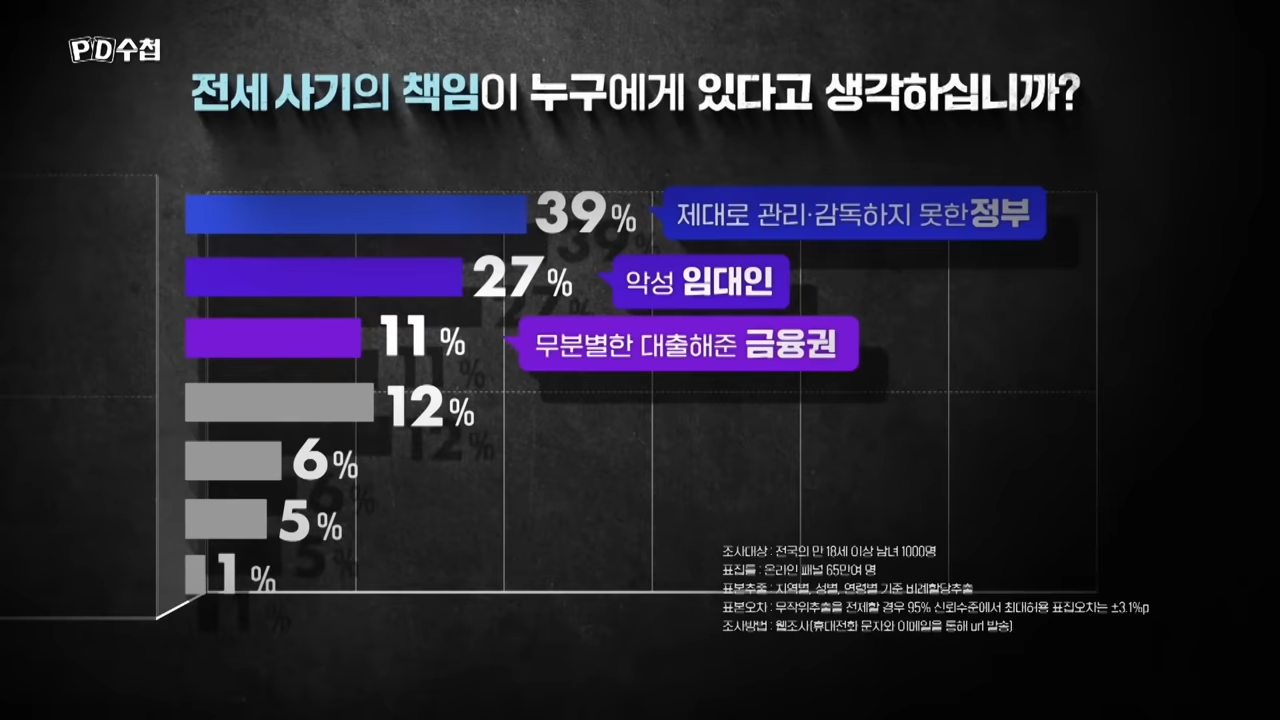 PD수첩
전세 사기의 책임이 누구에게 있다고 생각하십니까?
39% 제대로 관리·감독하지 못한 정부
27% 악성 임대인
11% 무분별한 대출해준 금융권
12%
6%
5%
1%
조사대상 : 전국의 만 18세 이상 남녀 1000명
표집틀 : 온라인 패널 65만여 명
표본추출 : 지역별, 성별, 연령별 기준 비례할당추출
표본오차 : 무작위추출을 전제할 경우 95% 신뢰수준에서 최대허용 표집오차는 ±3.1%p
조사방법 : 웹조사(휴대전화 문자와 이메일을 통해 url 발송)